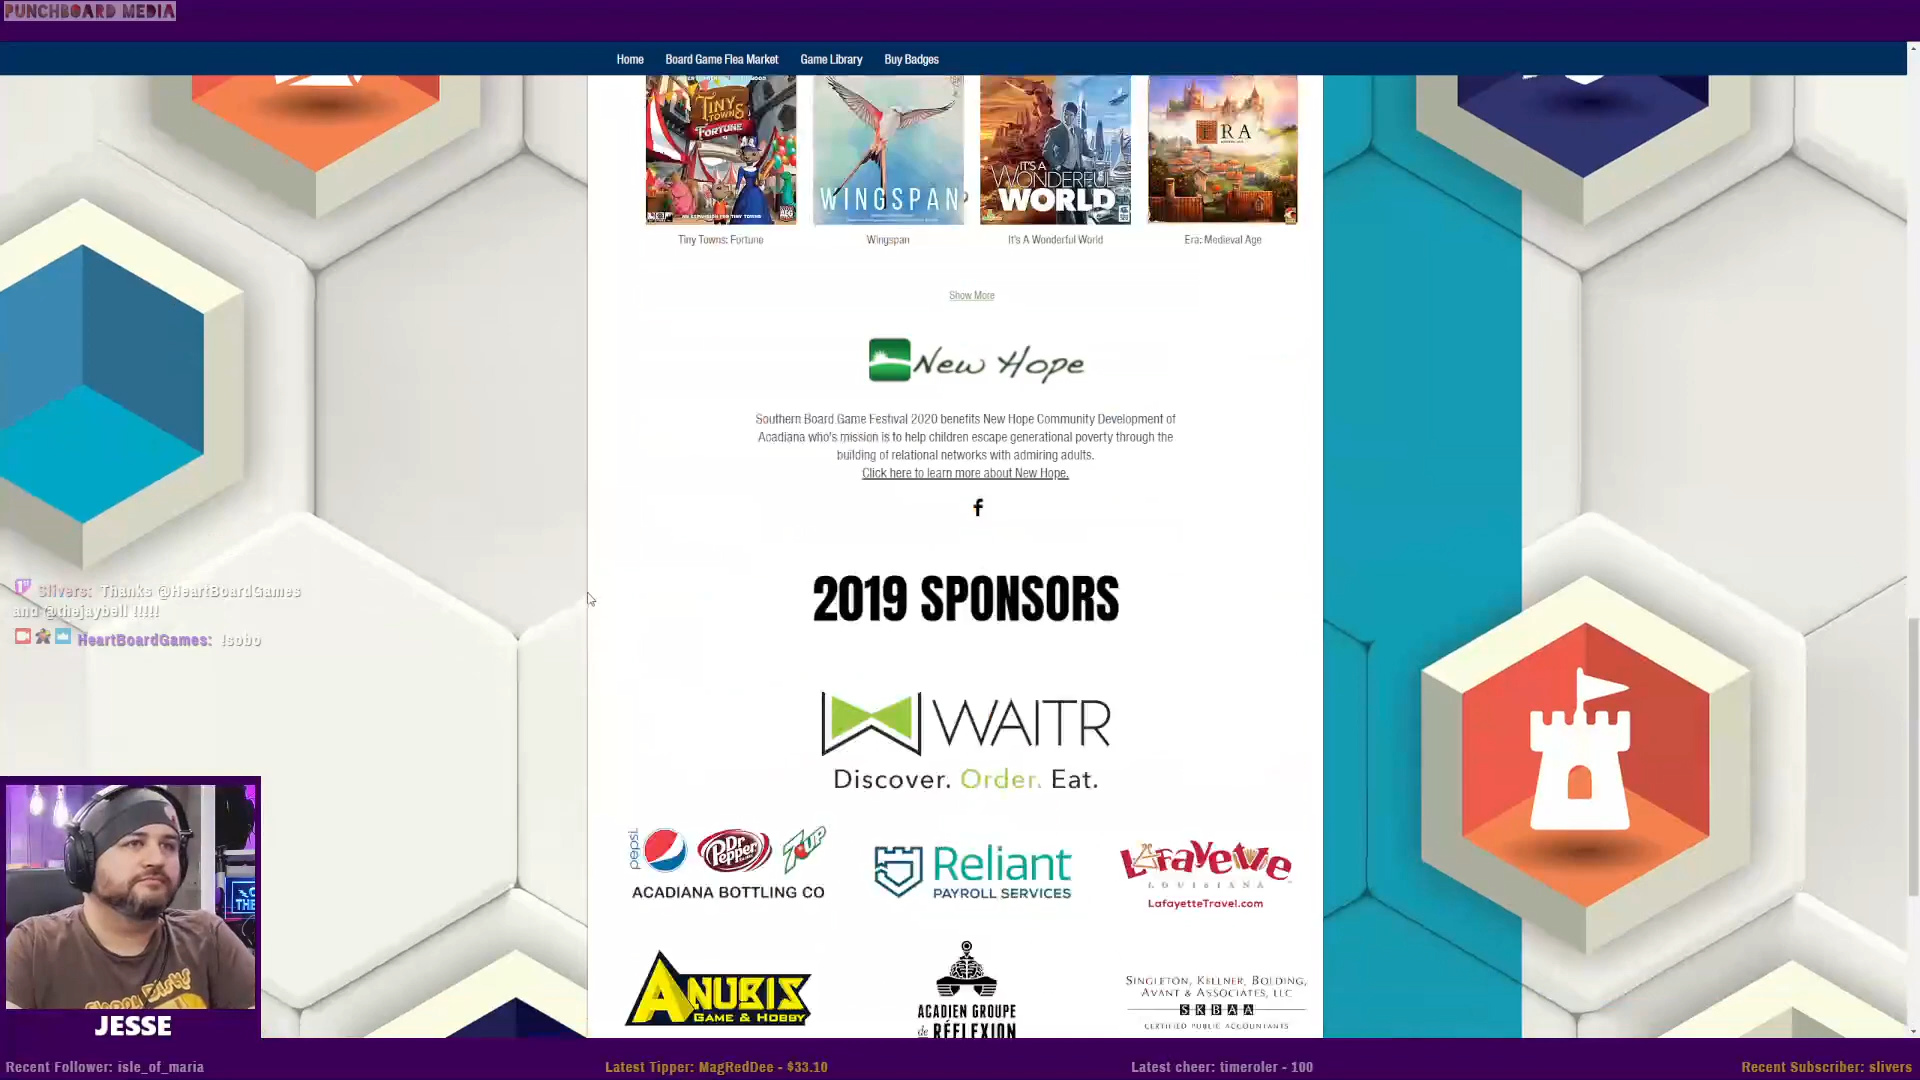 PUNCHBOARD MEDIA
Home Board Game Flea Market Game Library Buy Badges
TINY TOWNS FORTUNE
WINGSPAN
IT'S A WONDERFUL WORLD
ERA
Tiny Towns: Fortune Wingspan It's A Wonderful World Era: Medieval Age
Show More
New Hope
Southern Board Game Festival 2020 benefits New Hope Community Development of
Acadiana who's mission is to help children escape generational poverty through the
building of relational networks with admiring adults.
Click here to learn more about New Hope.
2019 SPONSORS
Slivers: Thanks @HeartBoardGames
and @thejaybell !!!!!
HeartBoardGames: !sobo
WAITR
Discover. Order. Eat.
pepsi Dr Pepper 7UP
ACADIANA BOTTLING CO
Reliant
PAYROLL SERVICES
Lafayette
LOUISIANA
LafayetteTravel.com
ANUBIS
GAME & HOBBY
ACADIEN GROUPE
de RÉFLEXION
SINGLETON, KELLNER, BOLDING,
AVANT & ASSOCIATES, LLC
SKBAA
CERTIFIED PUBLIC ACCOUNTANTS
JESSE
Recent Follower: isle_of_maria Latest Tipper: MagRedDee - $33.10 Latest cheer: timeroler - 100 Recent Subscriber: slivers